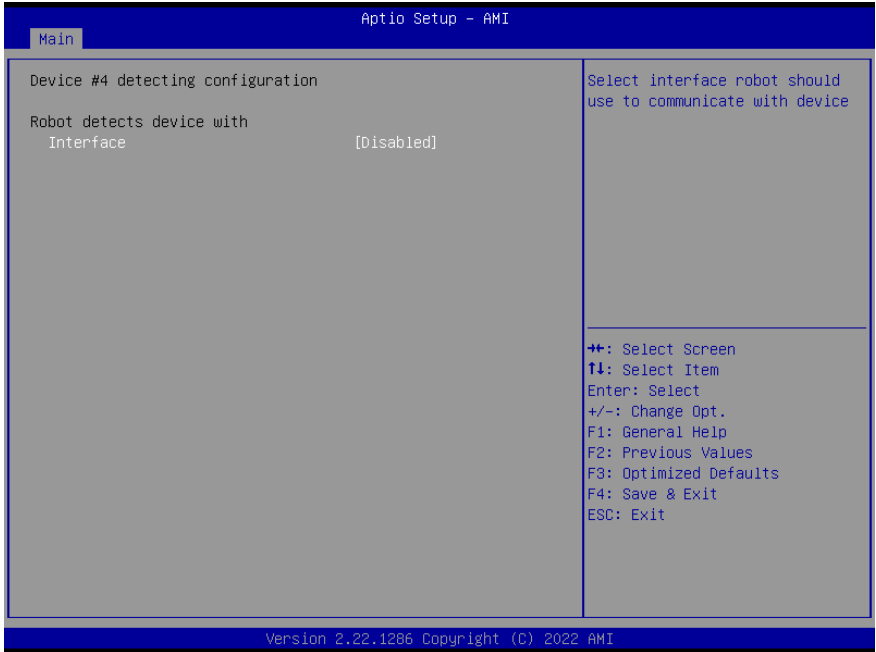 Aptio Setup – AMI
Main
Device #4 detecting configuration
Robot detects device with
Interface [Disabled]
Select interface robot should
use to communicate with device
→←: Select Screen
↑↓: Select Item
Enter: Select
+/-: Change Opt.
F1: General Help
F2: Previous Values
F3: Optimized Defaults
F4: Save & Exit
ESC: Exit
Version 2.22.1286 Copyright (C) 2022 AMI